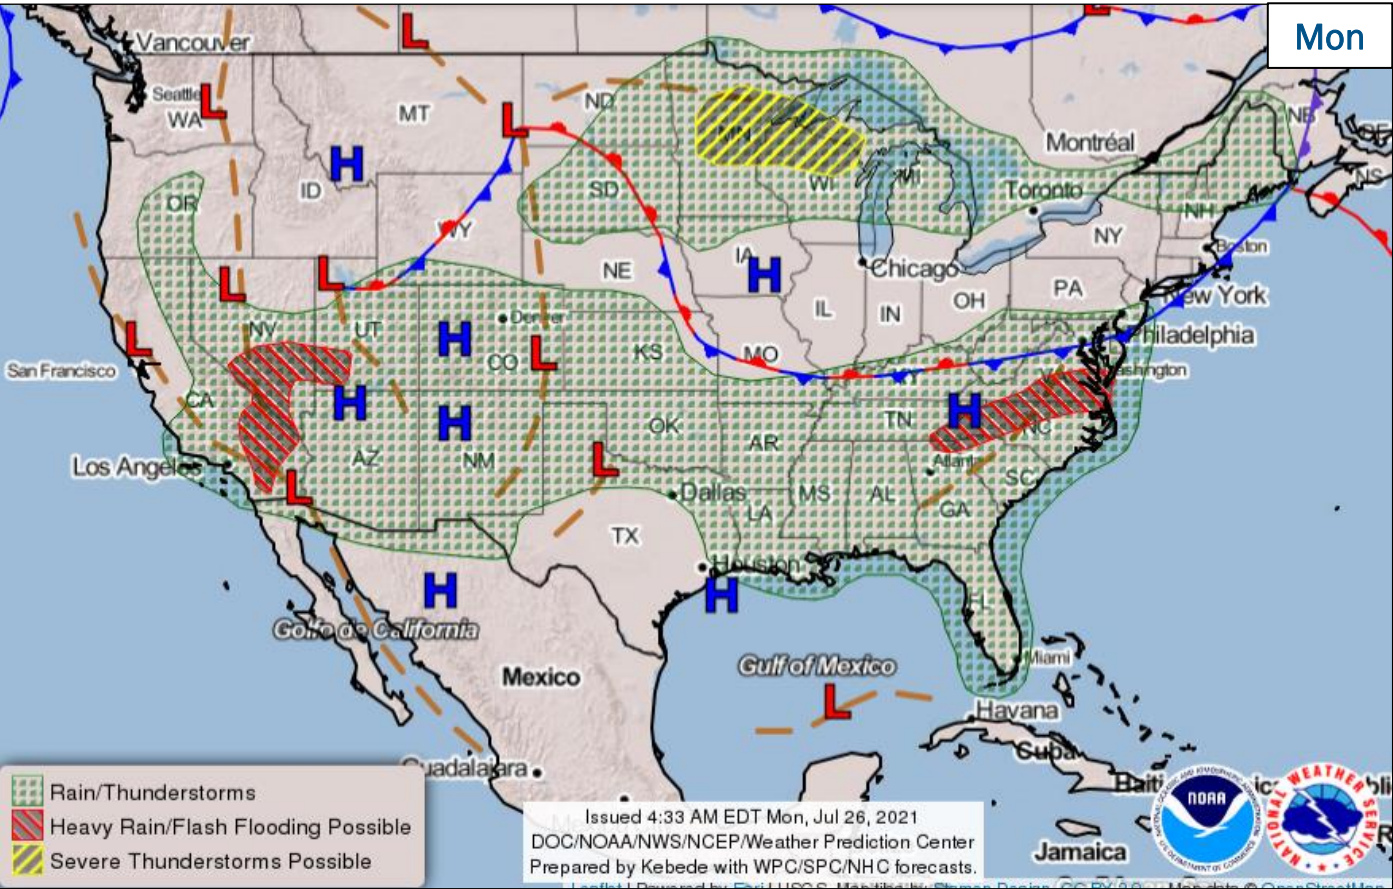 Mon
Vancouver
Seattle
WA
MT
ND
MN
Montréal
NB
NS
OR
ID
WY
SD
WI
MI
Toronto
NH
NY
Boston
NE
IA
Chicago
IL
IN
OH
PA
New York
NV
UT
Denver
CO
KS
MO
KY
Philadelphia
Washington
San Francisco
CA
AZ
NM
OK
AR
TN
NC
Los Angeles
Dallas
LA
MS
AL
Atlanta
GA
SC
TX
Houston
FL
Golfo de California
Mexico
Gulf of Mexico
Miami
Havana
Cuba
Guadalajara
Haiti
Jamaica
H
L
Rain/Thunderstorms
Heavy Rain/Flash Flooding Possible
Severe Thunderstorms Possible
Issued 4:33 AM EDT Mon, Jul 26, 2021
DOC/NOAA/NWS/NCEP/Weather Prediction Center
Prepared by Kebede with WPC/SPC/NHC forecasts.
NOAA
NATIONAL WEATHER SERVICE